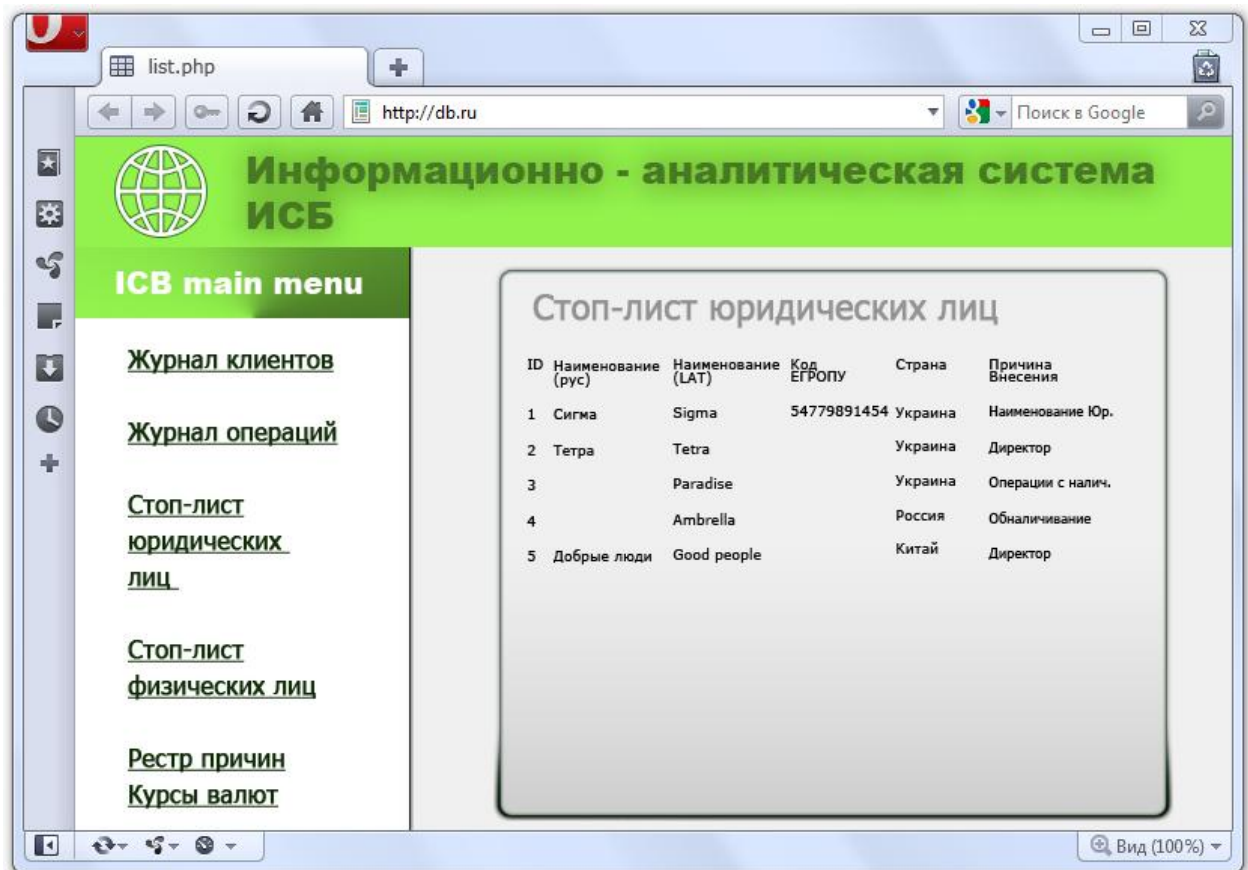 list.php
http://db.ru
Поиск в Google
Информационно - аналитическая система
ИСБ
ICB main menu
Журнал клиентов
Журнал операций
Стоп-лист
юридических
лиц
Стоп-лист
физических лиц
Рестр причин
Курсы валют
Стоп-лист юридических лиц
ID Наименование (рус) Наименование (LAT) Код ЕГРОПУ Страна Причина Внесения
1 Сигма Sigma 54779891454 Украина Наименование Юр.
2 Тетра Tetra Украина Директор
3 Paradise Украина Операции с налич.
4 Ambrella Россия Обналичивание
5 Добрые люди Good people Китай Директор
Вид (100%)